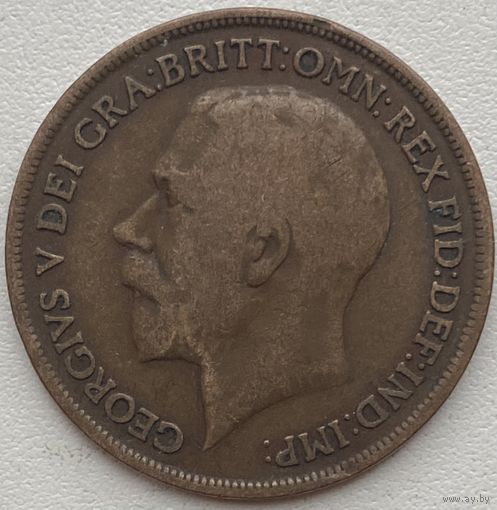 GEORGIVS V DEI GRA:BRITT:OMN:REX FID:DEF:IND:IMP:
www.ay.by